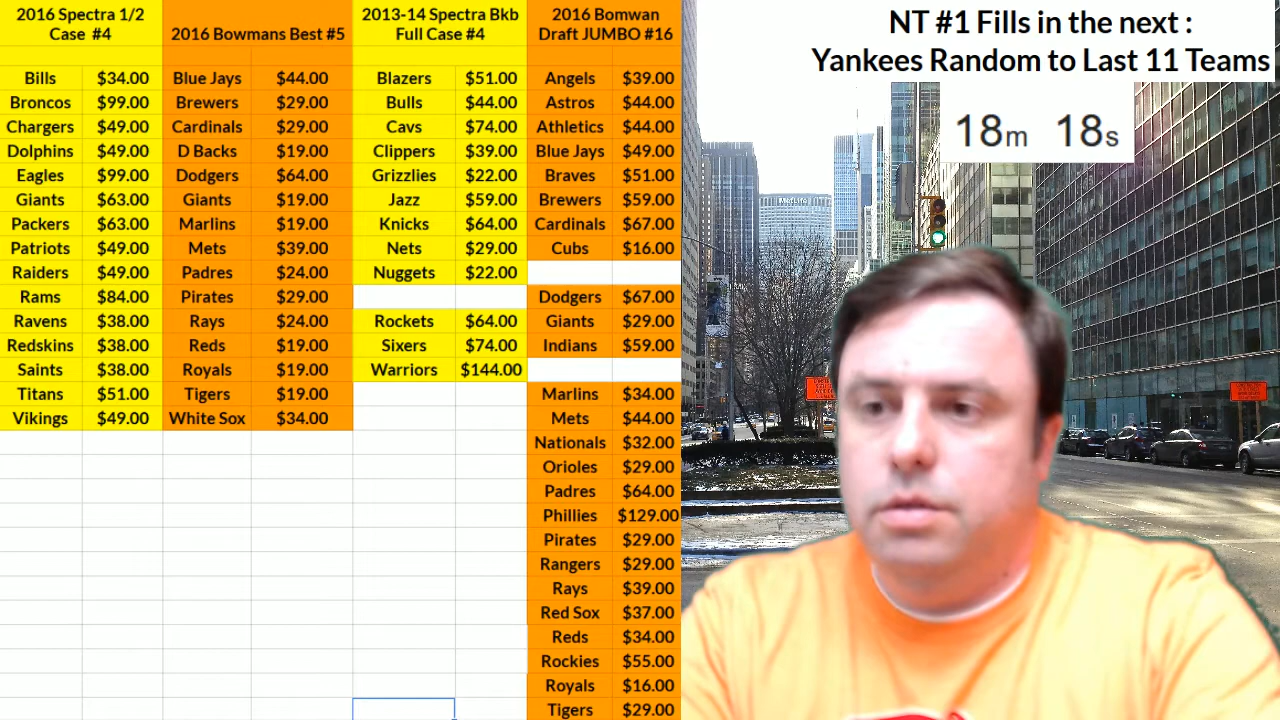 2016 Spectra 1/2
Case #4
Bills $34.00
Broncos $99.00
Chargers $49.00
Dolphins $49.00
Eagles $99.00
Giants $63.00
Packers $63.00
Patriots $49.00
Raiders $49.00
Rams $84.00
Ravens $38.00
Redskins $38.00
Saints $38.00
Titans $51.00
Vikings $49.00
2016 Bowmans Best #5
Blue Jays $44.00
Brewers $29.00
Cardinals $29.00
D Backs $19.00
Dodgers $64.00
Giants $19.00
Marlins $19.00
Mets $39.00
Padres $24.00
Pirates $29.00
Rays $24.00
Reds $19.00
Royals $19.00
Tigers $19.00
White Sox $34.00
2013-14 Spectra Bkb
Full Case #4
Blazers $51.00
Bulls $44.00
Cavs $74.00
Clippers $39.00
Grizzlies $22.00
Jazz $59.00
Knicks $64.00
Nets $29.00
Nuggets $22.00
Rockets $64.00
Sixers $74.00
Warriors $144.00
2016 Bomwan
Draft JUMBO #16
Angels $39.00
Astros $44.00
Athletics $44.00
Blue Jays $49.00
Braves $51.00
Brewers $59.00
Cardinals $67.00
Cubs $16.00
Dodgers $67.00
Giants $29.00
Indians $59.00
Marlins $34.00
Mets $44.00
Nationals $32.00
Orioles $29.00
Padres $64.00
Phillies $129.00
Pirates $29.00
Rangers $29.00
Rays $39.00
Red Sox $37.00
Reds $34.00
Rockies $55.00
Royals $16.00
Tigers $29.00
NT #1 Fills in the next :
Yankees Random to Last 11 Teams
18m 18s
MetLife